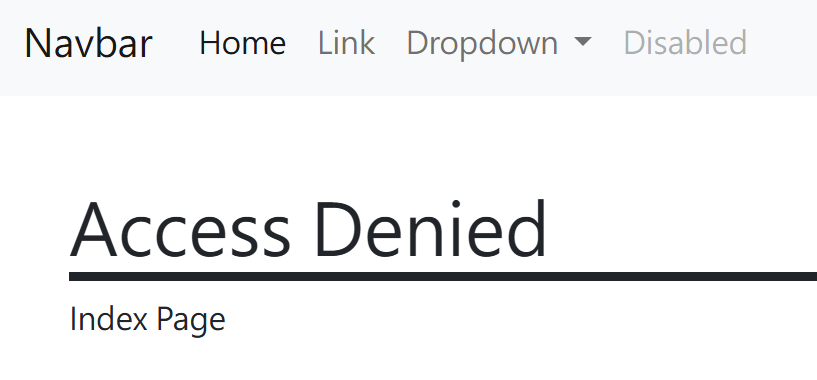 Navbar Home Link Dropdown Disabled
Access Denied
Index Page